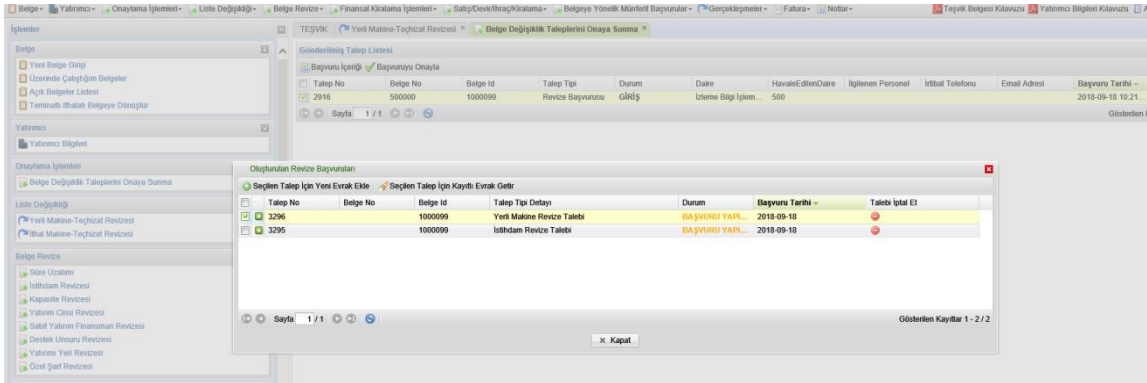 Belge Yatırımcı Onaylama İşlemleri Liste Değişikliği Belge Revize Finansal Kiralama İşlemleri Satış/Devir/İhraç/Kiralama Belgeye Yönelik Münferit Başvurular Gerçekleşmeler Fatura Notlar Teşvik Belgesi Kılavuzu Yatırımcı Bilgileri Kılavuzu
İşlemler
TEŞVİK Yerli Makine-Teçhizat Revizesi Belge Değişiklik Taleplerini Onaya Sunma
Belge
Yeni Belge Girişi
Üzerinde Çalıştığım Belgeler
Açık Belgeler Listesi
Teminatlı İthalatı Belgeye Dönüştür
Yatırımcı
Yatırımcı Bilgileri
Onaylama İşlemleri
Belge Değişiklik Taleplerini Onaya Sunma
Liste Değişikliği
Yerli Makine-Teçhizat Revizesi
İthal Makine-Teçhizat Revizesi
Belge Revize
Süre Uzatımı
İstihdam Revizesi
Kapasite Revizesi
Yatırım Cinsi Revizesi
Sabit Yatırım Finansman Revizesi
Destek Unsuru Revizesi
Yatırımı Yeri Revizesi
Özel Şart Revizesi
Gönderilmiş Talep Listesi
Başvuru İçeriği Başvuruyu Onayla
Talep No Belge No Belge Id Talep Tipi Durum Daire HavaleEdilenDaire İlgilenen Personel İrtibat Telefonu Email Adresi Başvuru Tarihi
2916 500000 1000099 Revize Başvurusu GİRİŞ İzleme Bilgi İşlem... 500 2018-09-18 10:21...
Sayfa 1 / 1 Gösterilen
Oluşturulan Revize Başvuruları
Seçilen Talep İçin Yeni Evrak Ekle Seçilen Talep İçin Kayıtlı Evrak Getir
Talep No Belge No Belge Id Talep Tipi Detayı Durum Başvuru Tarihi Talebi İptal Et
3296 1000099 Yerli Makine Revize Talebi BAŞVURU YAPI... 2018-09-18
3295 1000099 İstihdam Revize Talebi BAŞVURU YAPI... 2018-09-18
Sayfa 1 / 1 Gösterilen Kayıtlar 1 - 2 / 2
Kapat